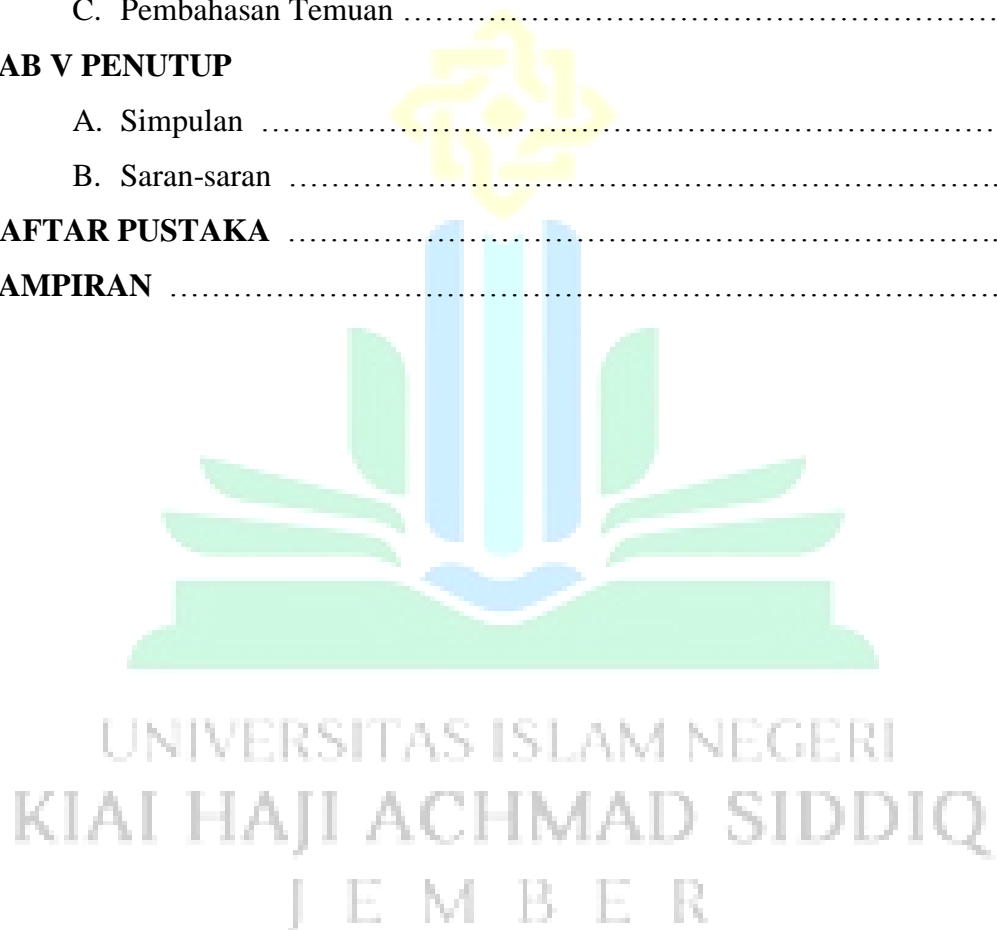 C. Pembahasan Temuan ........................................................................
AB V PENUTUP
A. Simpulan ........................................................................
B. Saran-saran ........................................................................
AFTAR PUSTAKA ........................................................................
AMPIRAN ........................................................................
UNIVERSITAS ISLAM NEGERI
KIAI HAJI ACHMAD SIDDIQ
J E M B E R